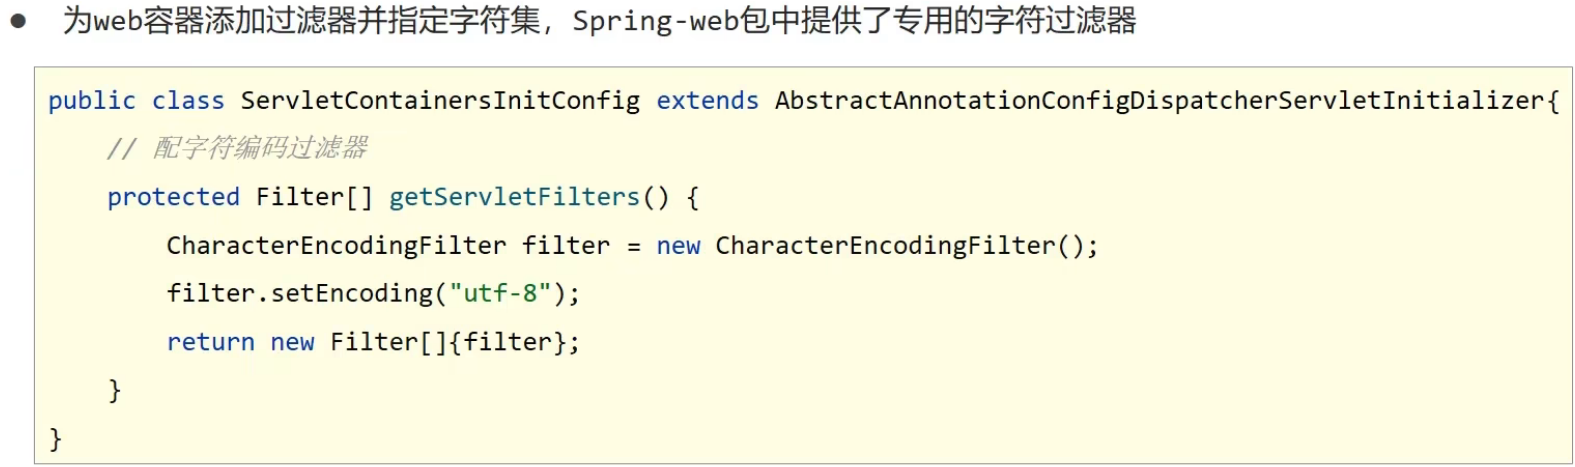 ● 为web容器添加过滤器并指定字符集，Spring-web包中提供了专用的字符过滤器
public class ServletContainersInitConfig extends AbstractAnnotationConfigDispatcherServletInitializer{
    // 配字符编码过滤器
    protected Filter[] getServletFilters() {
        CharacterEncodingFilter filter = new CharacterEncodingFilter();
        filter.setEncoding("utf-8");
        return new Filter[]{filter};
    }
}